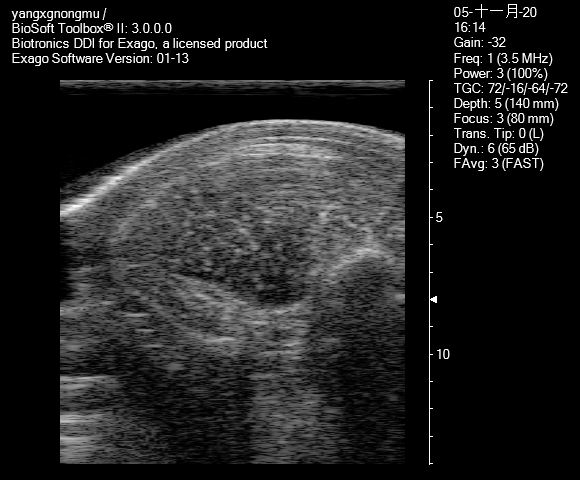 yangxgnongmu /
BioSoft Toolbox® II: 3.0.0.0
Biotronics DDI for Exago, a licensed product
Exago Software Version: 01-13
05-十一月-20
16:14
Gain: -32
Freq: 1 (3.5 MHz)
Power: 3 (100%)
TGC: 72/-16/-64/-72
Depth: 5 (140 mm)
Focus: 3 (80 mm)
Trans. Tip: 0 (L)
Dyn.: 6 (65 dB)
FAvg: 3 (FAST)
5
10